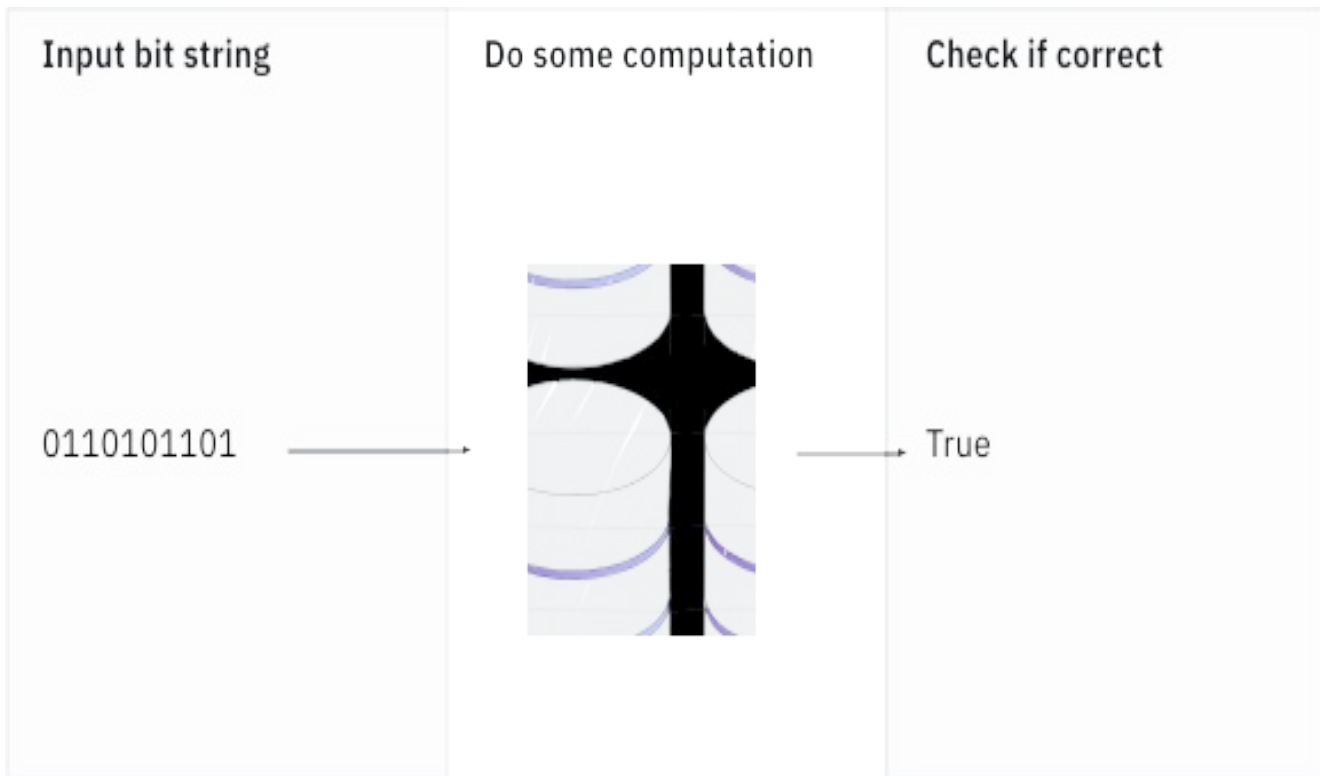 Input bit string
Do some computation
Check if correct
0110101101
True